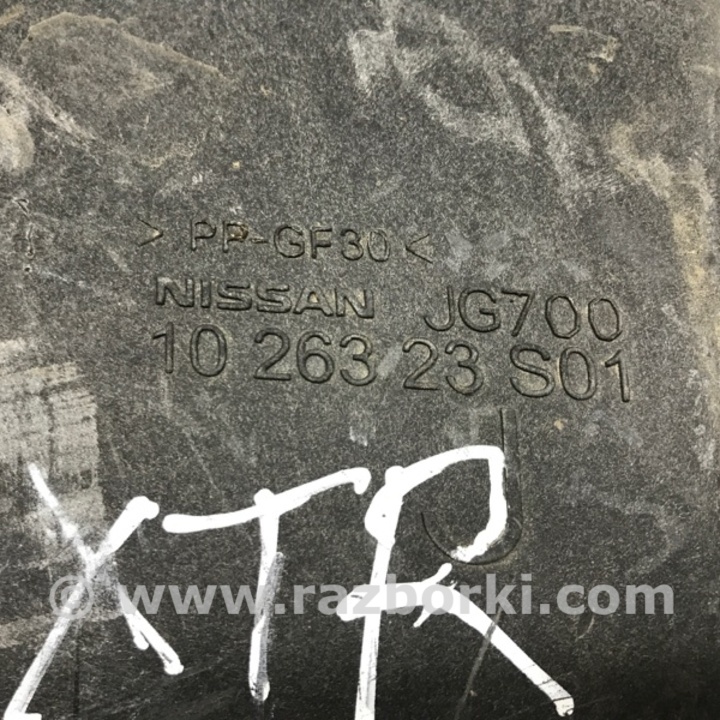 > PP-GF30 <
NISSAN JG700
10 263 23 S01
J
XTR
© www.razborki.com